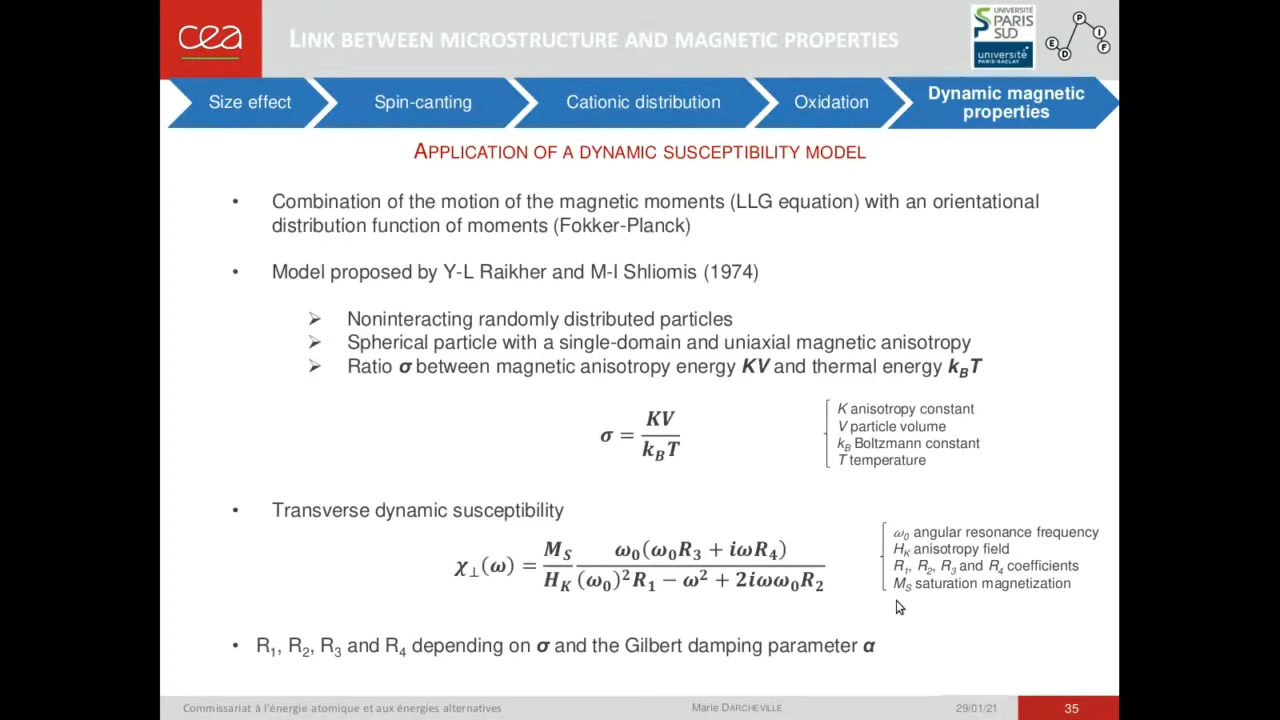 cea
LINK BETWEEN MICROSTRUCTURE AND MAGNETIC PROPERTIES
UNIVERSITÉ
PARIS
SUD
université
PARIS-SACLAY
E D P I F
Size effect
Spin-canting
Cationic distribution
Oxidation
Dynamic magnetic
properties
APPLICATION OF A DYNAMIC SUSCEPTIBILITY MODEL
• Combination of the motion of the magnetic moments (LLG equation) with an orientational
distribution function of moments (Fokker-Planck)
• Model proposed by Y-L Raikher and M-I Shliomis (1974)
➢ Noninteracting randomly distributed particles
➢ Spherical particle with a single-domain and uniaxial magnetic anisotropy
➢ Ratio σ between magnetic anisotropy energy KV and thermal energy k_BT
σ = KV / k_BT
K anisotropy constant
V particle volume
k_B Boltzmann constant
T temperature
• Transverse dynamic susceptibility
χ⊥(ω) = M_S / H_K ω₀(ω₀R₃ + iωR₄) / (ω₀)²R₁ − ω² + 2iωω₀R₂
ω₀ angular resonance frequency
H_K anisotropy field
R₁, R₂, R₃ and R₄ coefficients
M_S saturation magnetization
• R₁, R₂, R₃ and R₄ depending on σ and the Gilbert damping parameter α
Commissariat à l'énergie atomique et aux énergies alternatives
Marie DARCHEVILLE
29/01/21
35